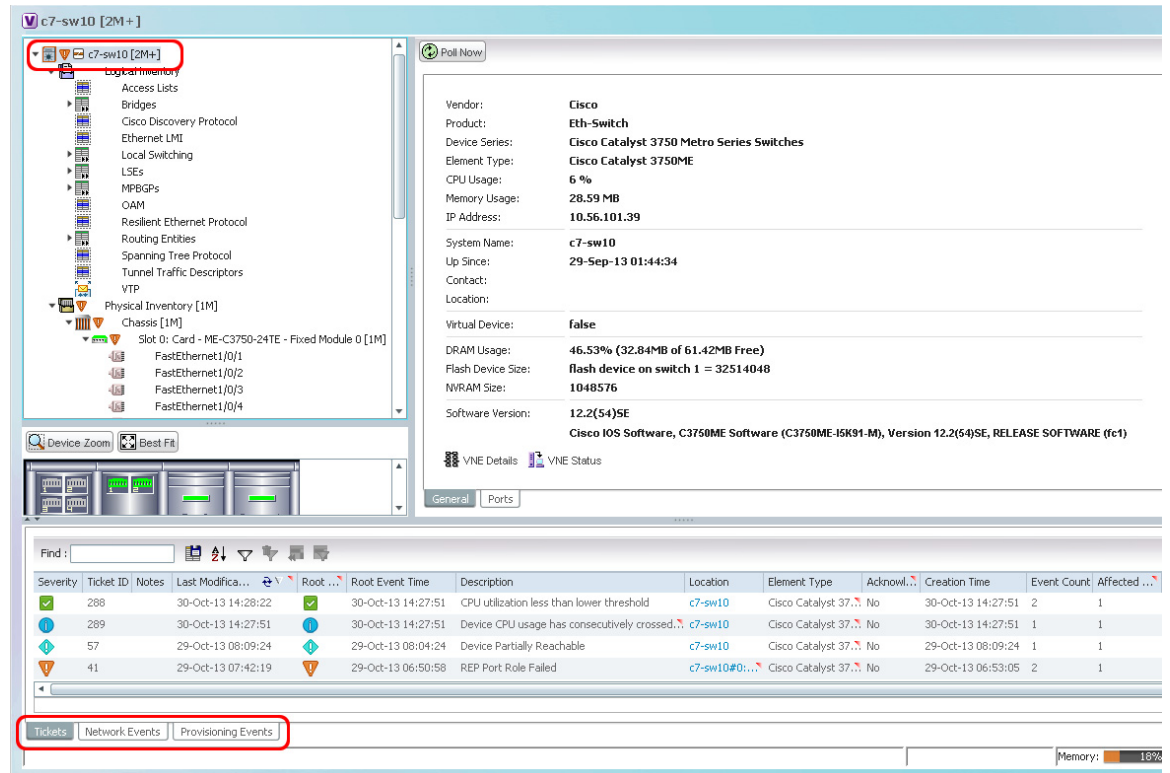 c7-sw10 [2M+]
c7-sw10 [2M+]
Logical Inventory
Access Lists
Bridges
Cisco Discovery Protocol
Ethernet LMI
Local Switching
LSEs
MPBGPs
OAM
Resilient Ethernet Protocol
Routing Entities
Spanning Tree Protocol
Tunnel Traffic Descriptors
VTP
Physical Inventory [1M]
Chassis [1M]
Slot 0: Card - ME-C3750-24TE - Fixed Module 0 [1M]
FastEthernet1/0/1
FastEthernet1/0/2
FastEthernet1/0/3
FastEthernet1/0/4
Device Zoom Best Fit
Poll Now
Vendor: Cisco
Product: Eth-Switch
Device Series: Cisco Catalyst 3750 Metro Series Switches
Element Type: Cisco Catalyst 3750ME
CPU Usage: 6 %
Memory Usage: 28.59 MB
IP Address: 10.56.101.39
System Name: c7-sw10
Up Since: 29-Sep-13 01:44:34
Contact:
Location:
Virtual Device: false
DRAM Usage: 46.53% (32.84MB of 61.42MB Free)
Flash Device Size: flash device on switch 1 = 32514048
NVRAM Size: 1048576
Software Version: 12.2(54)SE
Cisco IOS Software, C3750ME Software (C3750ME-I5K91-M), Version 12.2(54)SE, RELEASE SOFTWARE (fc1)
VNE Details VNE Status
General Ports
Find :
Severity Ticket ID Notes Last Modifica... Root ... Root Event Time Description Location Element Type Acknowl... Creation Time Event Count Affected ...
288 30-Oct-13 14:28:22 30-Oct-13 14:27:51 CPU utilization less than lower threshold c7-sw10 Cisco Catalyst 37... No 30-Oct-13 14:27:51 2 1
289 30-Oct-13 14:27:51 30-Oct-13 14:27:51 Device CPU usage has consecutively crossed... c7-sw10 Cisco Catalyst 37... No 30-Oct-13 14:27:51 1 1
57 29-Oct-13 08:09:24 29-Oct-13 08:04:24 Device Partially Reachable c7-sw10 Cisco Catalyst 37... No 29-Oct-13 08:09:24 1 1
41 29-Oct-13 07:42:19 29-Oct-13 06:50:58 REP Port Role Failed c7-sw10#0:... Cisco Catalyst 37... No 29-Oct-13 06:53:05 2 1
Tickets Network Events Provisioning Events
Memory: 18%